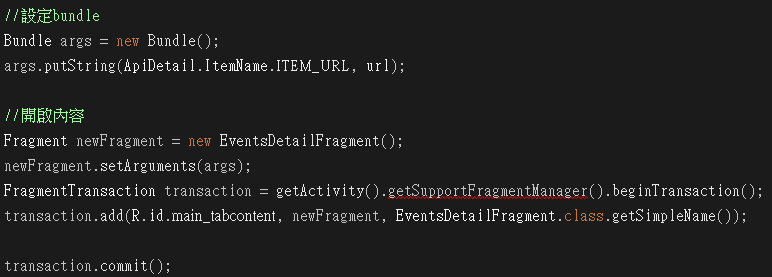 //設定bundle
Bundle args = new Bundle();
args.putString(ApiDetail.ItemName.ITEM_URL, url);
//開啟內容
Fragment newFragment = new EventsDetailFragment();
newFragment.setArguments(args);
FragmentTransaction transaction = getActivity().getSupportFragmentManager().beginTransaction();
transaction.add(R.id.main_tabcontent, newFragment, EventsDetailFragment.class.getSimpleName());
transaction.commit();